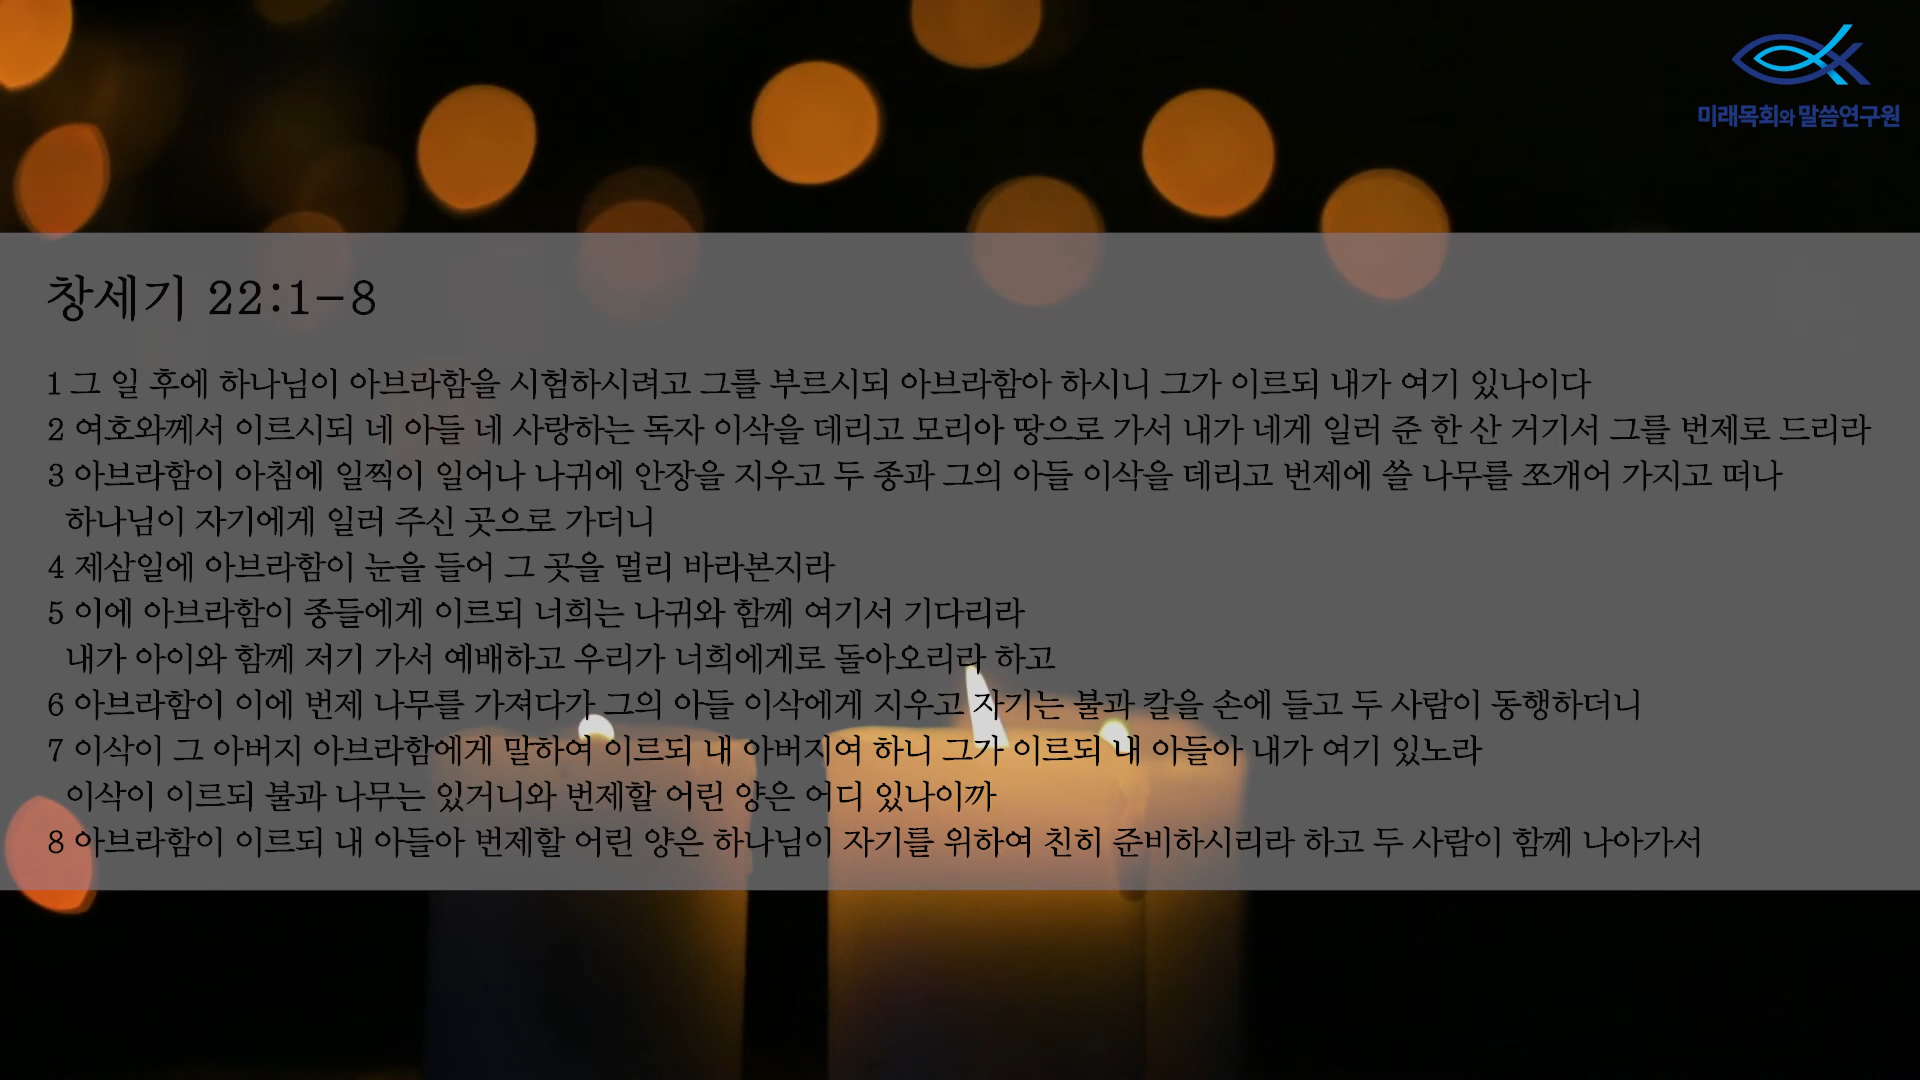 미래목회와 말씀연구원
창세기 22:1-8
1 그 일 후에 하나님이 아브라함을 시험하시려고 그를 부르시되 아브라함아 하시니 그가 이르되 내가 여기 있나이다
2 여호와께서 이르시되 네 아들 네 사랑하는 독자 이삭을 데리고 모리아 땅으로 가서 내가 네게 일러 준 한 산 거기서 그를 번제로 드리라
3 아브라함이 아침에 일찍이 일어나 나귀에 안장을 지우고 두 종과 그의 아들 이삭을 데리고 번제에 쓸 나무를 쪼개어 가지고 떠나
하나님이 자기에게 일러 주신 곳으로 가더니
4 제삼일에 아브라함이 눈을 들어 그 곳을 멀리 바라본지라
5 이에 아브라함이 종들에게 이르되 너희는 나귀와 함께 여기서 기다리라
내가 아이와 함께 저기 가서 예배하고 우리가 너희에게로 돌아오리라 하고
6 아브라함이 이에 번제 나무를 가져다가 그의 아들 이삭에게 지우고 자기는 불과 칼을 손에 들고 두 사람이 동행하더니
7 이삭이 그 아버지 아브라함에게 말하여 이르되 내 아버지여 하니 그가 이르되 내 아들아 내가 여기 있노라
이삭이 이르되 불과 나무는 있거니와 번제할 어린 양은 어디 있나이까
8 아브라함이 이르되 내 아들아 번제할 어린 양은 하나님이 자기를 위하여 친히 준비하시리라 하고 두 사람이 함께 나아가서